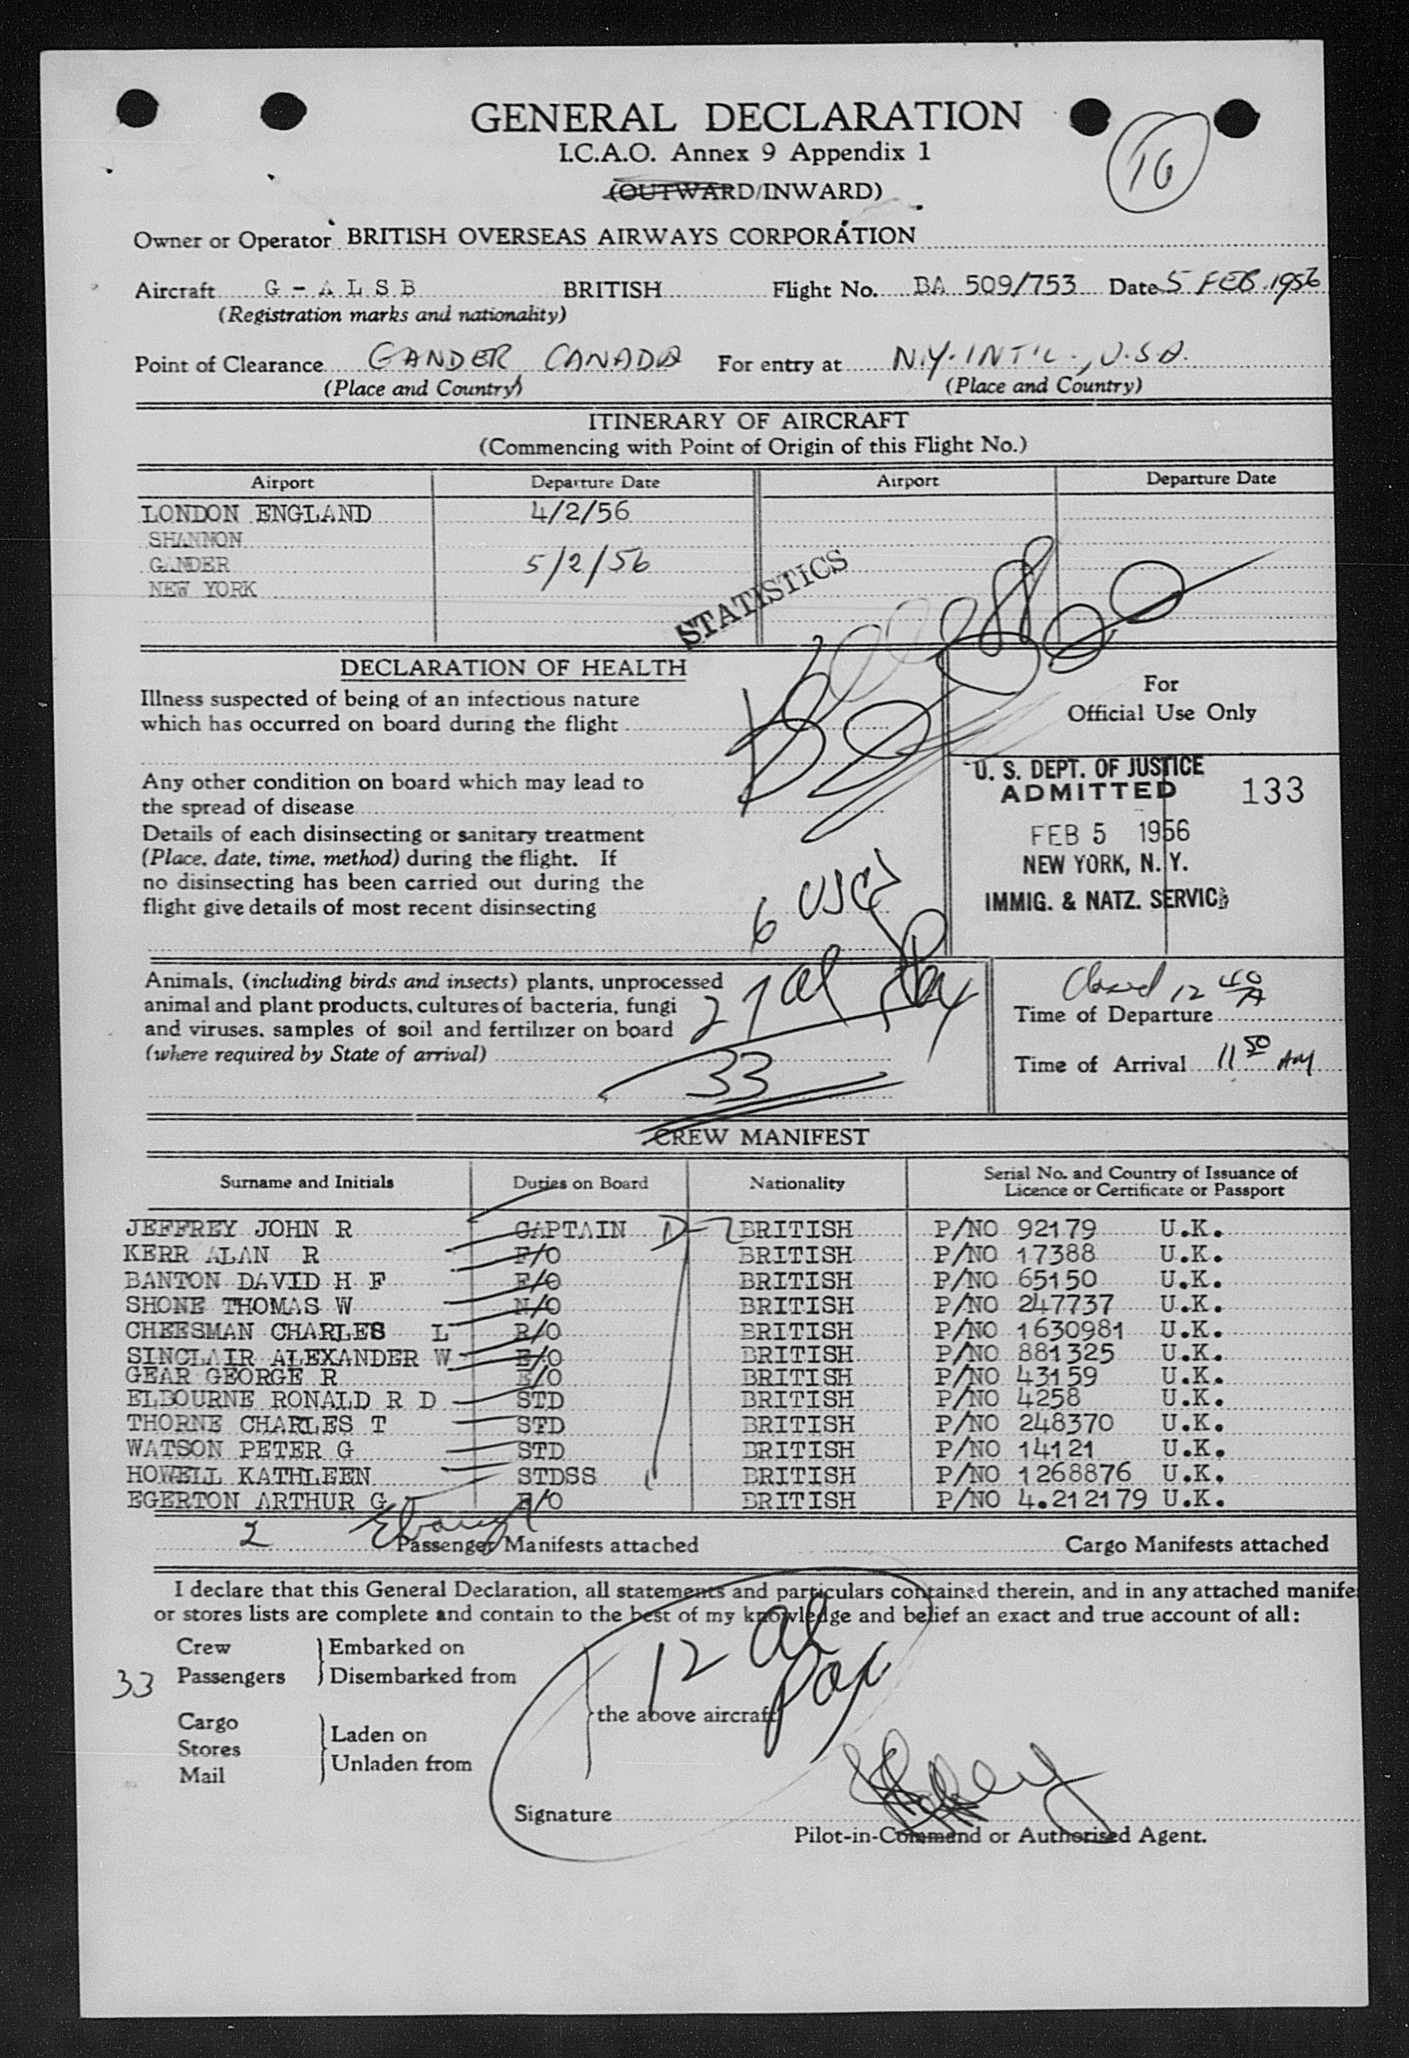 GENERAL DECLARATION
I.C.A.O. Annex 9 Appendix 1
(OUTWARD/INWARD)
16
Owner or Operator BRITISH OVERSEAS AIRWAYS CORPORATION
Aircraft G - A L S B BRITISH Flight No. BA 509/753 Date 5 FEB. 1956
(Registration marks and nationality)
Point of Clearance GANDER CANADA For entry at N.Y. INT'L., U.S.A.
(Place and Country) (Place and Country)
ITINERARY OF AIRCRAFT
(Commencing with Point of Origin of this Flight No.)
Airport Departure Date Airport Departure Date
LONDON ENGLAND 4/2/56
SHANNON
GANDER 5/2/56
NEW YORK
STATISTICS
DECLARATION OF HEALTH
Illness suspected of being of an infectious nature
which has occurred on board during the flight
For
Official Use Only
Any other condition on board which may lead to
the spread of disease
Details of each disinsecting or sanitary treatment
(Place, date, time, method) during the flight. If
no disinsecting has been carried out during the
flight give details of most recent disinsecting
U. S. DEPT. OF JUSTICE
ADMITTED 133
FEB 5 1956
NEW YORK, N. Y.
IMMIG. & NATZ. SERVICE
6 USC
27 al Pax
33
Animals, (including birds and insects) plants, unprocessed
animal and plant products, cultures of bacteria, fungi
and viruses, samples of soil and fertilizer on board
(where required by State of arrival)
Closed 12 40 A
Time of Departure
Time of Arrival 11 50 AM
CREW MANIFEST
Surname and Initials Duties on Board Nationality Serial No. and Country of Issuance of
Licence or Certificate or Passport
JEFFREY JOHN R CAPTAIN D-2 BRITISH P/NO 92179 U.K.
KERR ALAN R F/O BRITISH P/NO 17388 U.K.
BANTON DAVID H F F/O BRITISH P/NO 65150 U.K.
SHONE THOMAS W N/O BRITISH P/NO 247737 U.K.
CHEESMAN CHARLES L R/O BRITISH P/NO 1630981 U.K.
SINCLAIR ALEXANDER W E/O BRITISH P/NO 881325 U.K.
GEAR GEORGE R E/O BRITISH P/NO 43159 U.K.
ELBOURNE RONALD R D STD BRITISH P/NO 4258 U.K.
THORNE CHARLES T STD BRITISH P/NO 248370 U.K.
WATSON PETER G STD BRITISH P/NO 14121 U.K.
HOWELL KATHLEEN STDSS BRITISH P/NO 1268876 U.K.
EGERTON ARTHUR G /O BRITISH P/NO 4.212179 U.K.
2 Passenger Manifests attached Cargo Manifests attached
I declare that this General Declaration, all statements and particulars contained therein, and in any attached manife
or stores lists are complete and contain to the best of my knowledge and belief an exact and true account of all:
Crew Embarked on
33 Passengers Disembarked from
12 al Pax
the above aircraft
Cargo Laden on
Stores Unladen from
Mail
Signature
Pilot-in-Command or Authorised Agent.